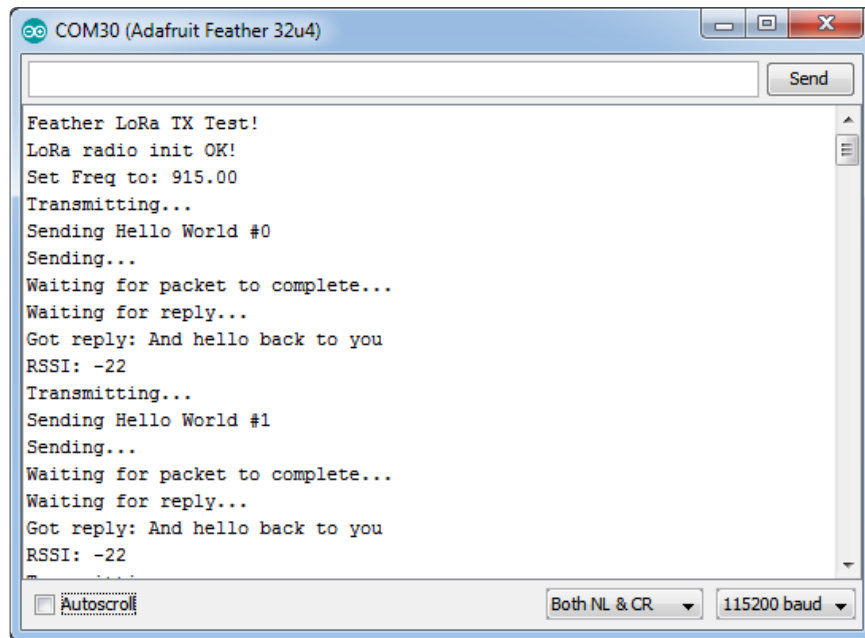 COM30 (Adafruit Feather 32u4)
Send
Feather LoRa TX Test!
LoRa radio init OK!
Set Freq to: 915.00
Transmitting...
Sending Hello World #0
Sending...
Waiting for packet to complete...
Waiting for reply...
Got reply: And hello back to you
RSSI: -22
Transmitting...
Sending Hello World #1
Sending...
Waiting for packet to complete...
Waiting for reply...
Got reply: And hello back to you
RSSI: -22
Autoscroll
Both NL & CR
115200 baud